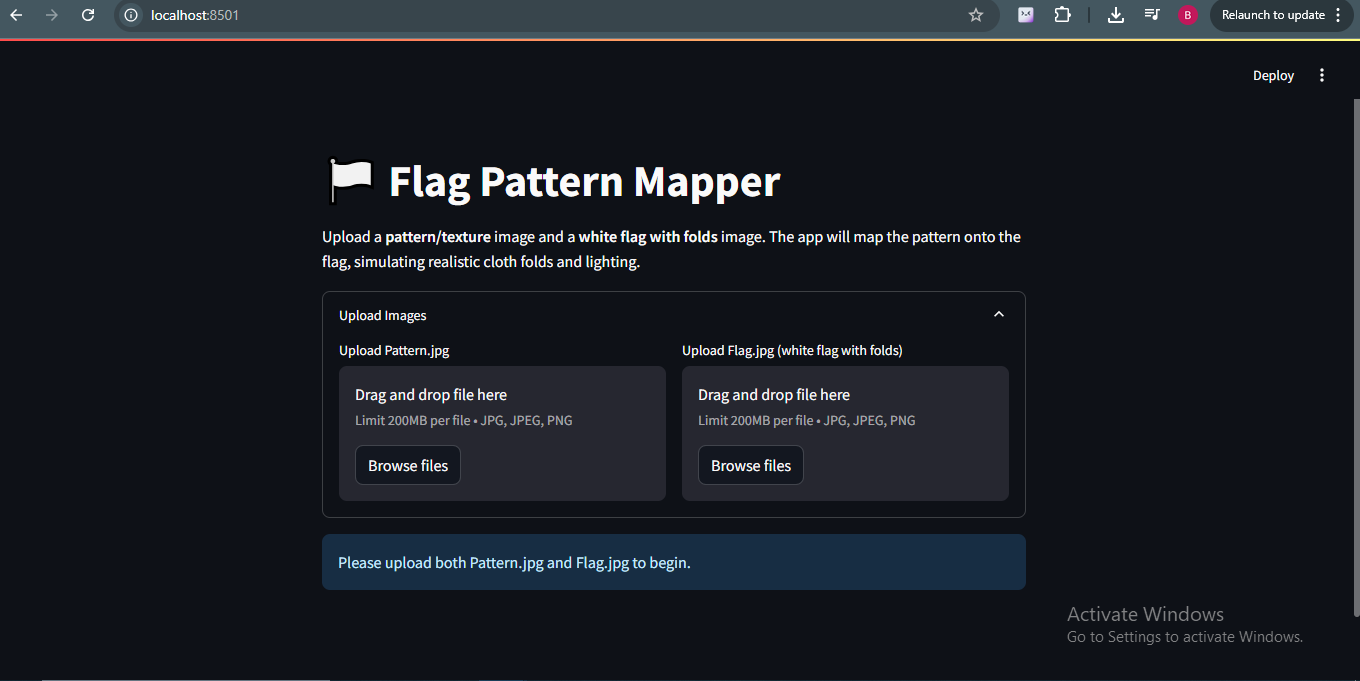 localhost:8501
B
Relaunch to update
Deploy
Flag Pattern Mapper
Upload a pattern/texture image and a white flag with folds image. The app will map the pattern onto the
flag, simulating realistic cloth folds and lighting.
Upload Images
Upload Pattern.jpg
Upload Flag.jpg (white flag with folds)
Drag and drop file here
Drag and drop file here
Limit 200MB per file • JPG, JPEG, PNG
Limit 200MB per file • JPG, JPEG, PNG
Browse files
Browse files
Please upload both Pattern.jpg and Flag.jpg to begin.
Activate Windows
Go to Settings to activate Windows.